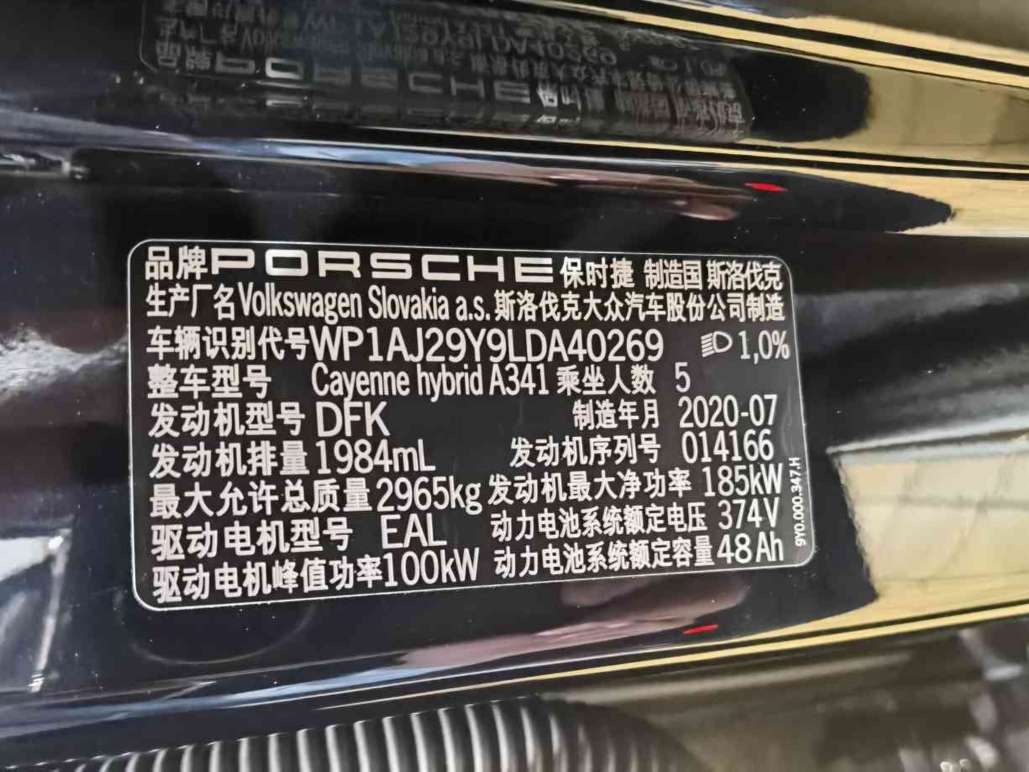 品牌PORSCHE 保时捷 制造国 斯洛伐克
生产厂名Volkswagen Slovakia a.s. 斯洛伐克大众汽车股份公司制造
车辆识别代号WP1AJ29Y9LDA40269 1,0%
整车型号 Cayenne hybrid A341 乘坐人数 5
发动机型号 DFK 制造年月 2020-07
发动机排量1984mL 发动机序列号 014166
最大允许总质量2965kg 发动机最大净功率 185kW
驱动电机型号 EAL 动力电池系统额定电压 374V
驱动电机峰值功率100kW 动力电池系统额定容量48Ah
9Y0.000.347.H